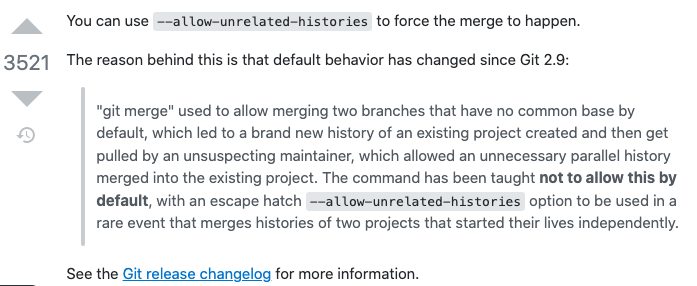 You can use --allow-unrelated-histories to force the merge to happen.
3521
The reason behind this is that default behavior has changed since Git 2.9:
"git merge" used to allow merging two branches that have no common base by
default, which led to a brand new history of an existing project created and then get
pulled by an unsuspecting maintainer, which allowed an unnecessary parallel history
merged into the existing project. The command has been taught not to allow this by
default, with an escape hatch --allow-unrelated-histories option to be used in a
rare event that merges histories of two projects that started their lives independently.
See the Git release changelog for more information.